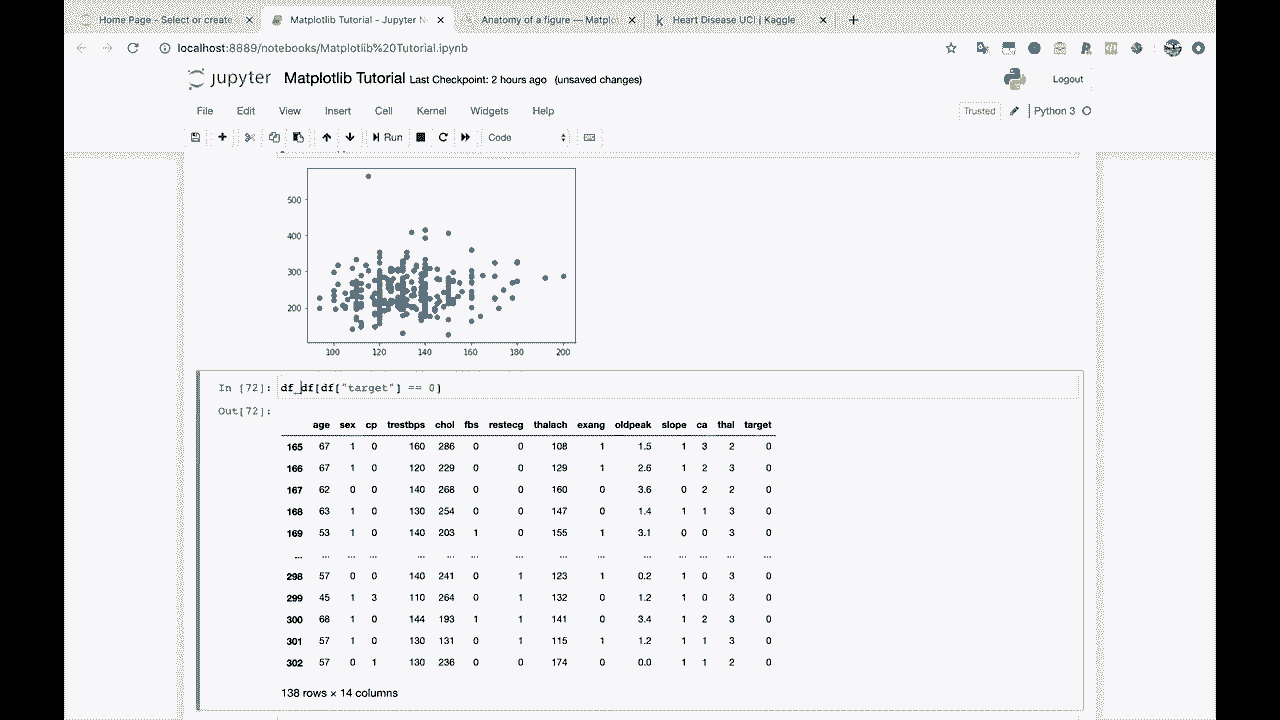 Home Page - Select or create
Matplotlib Tutorial - Jupyter N
Anatomy of a figure — Matplot
Heart Disease UCI | Kaggle
localhost:8889/notebooks/Matplotlib%20Tutorial.ipynb
jupyter Matplotlib Tutorial Last Checkpoint: 2 hours ago (unsaved changes)
Logout
File Edit View Insert Cell Kernel Widgets Help
Trusted Python 3
Run Code
500
400
300
200
100 120 140 160 180 200
In [72]: df_df[df["target"] == 0]
Out[72]:
age sex cp trestbps chol fbs restecg thalach exang oldpeak slope ca thal target
165 67 1 0 160 286 0 0 108 1 1.5 1 3 2 0
166 67 1 0 120 229 0 0 129 1 2.6 1 2 3 0
167 62 0 0 140 268 0 0 160 0 3.6 0 2 2 0
168 63 1 0 130 254 0 0 147 0 1.4 1 1 3 0
169 53 1 0 140 203 1 0 155 1 3.1 0 0 3 0
... ... ... ... ... ... ... ... ... ... ... ... ... ... ...
298 57 0 0 140 241 0 1 123 1 0.2 1 0 3 0
299 45 1 3 110 264 0 1 132 0 1.2 1 0 3 0
300 68 1 0 144 193 1 1 141 0 3.4 1 2 3 0
301 57 1 0 130 131 0 1 115 1 1.2 1 1 3 0
302 57 0 1 130 236 0 0 174 0 0.0 1 1 2 0
138 rows × 14 columns